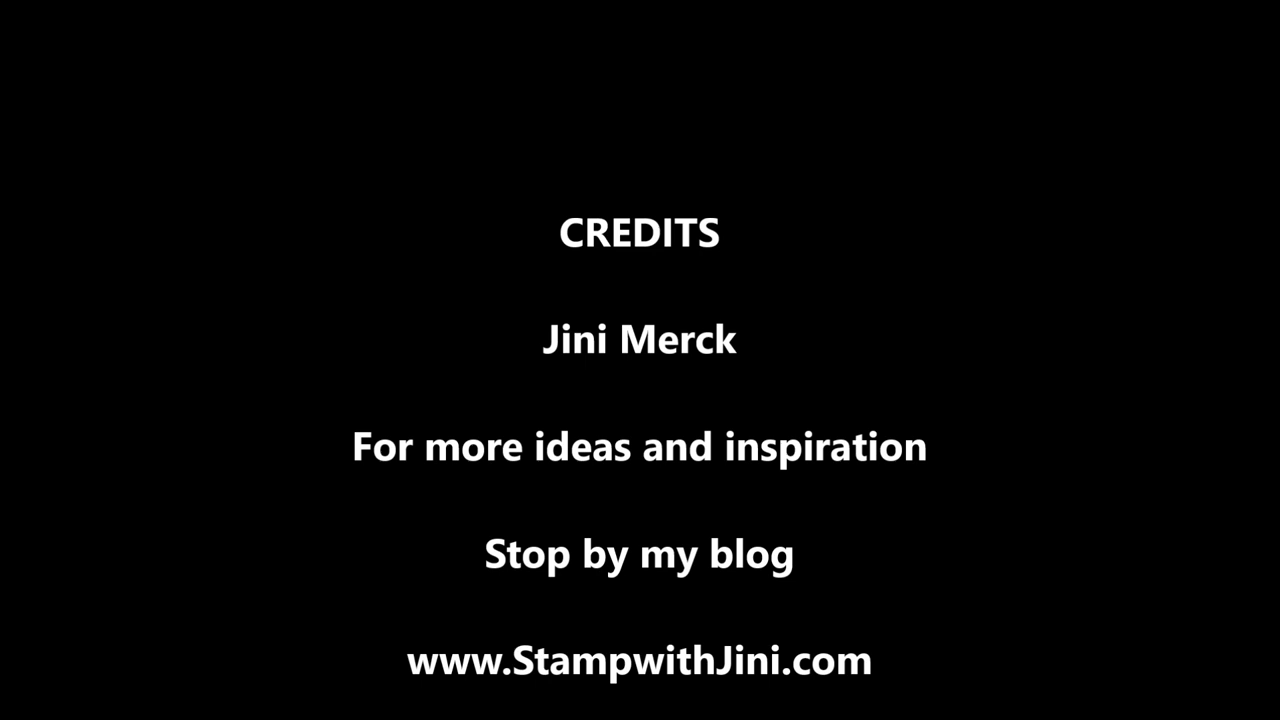 CREDITS
Jini Merck
For more ideas and inspiration
Stop by my blog
www.StampwithJini.com